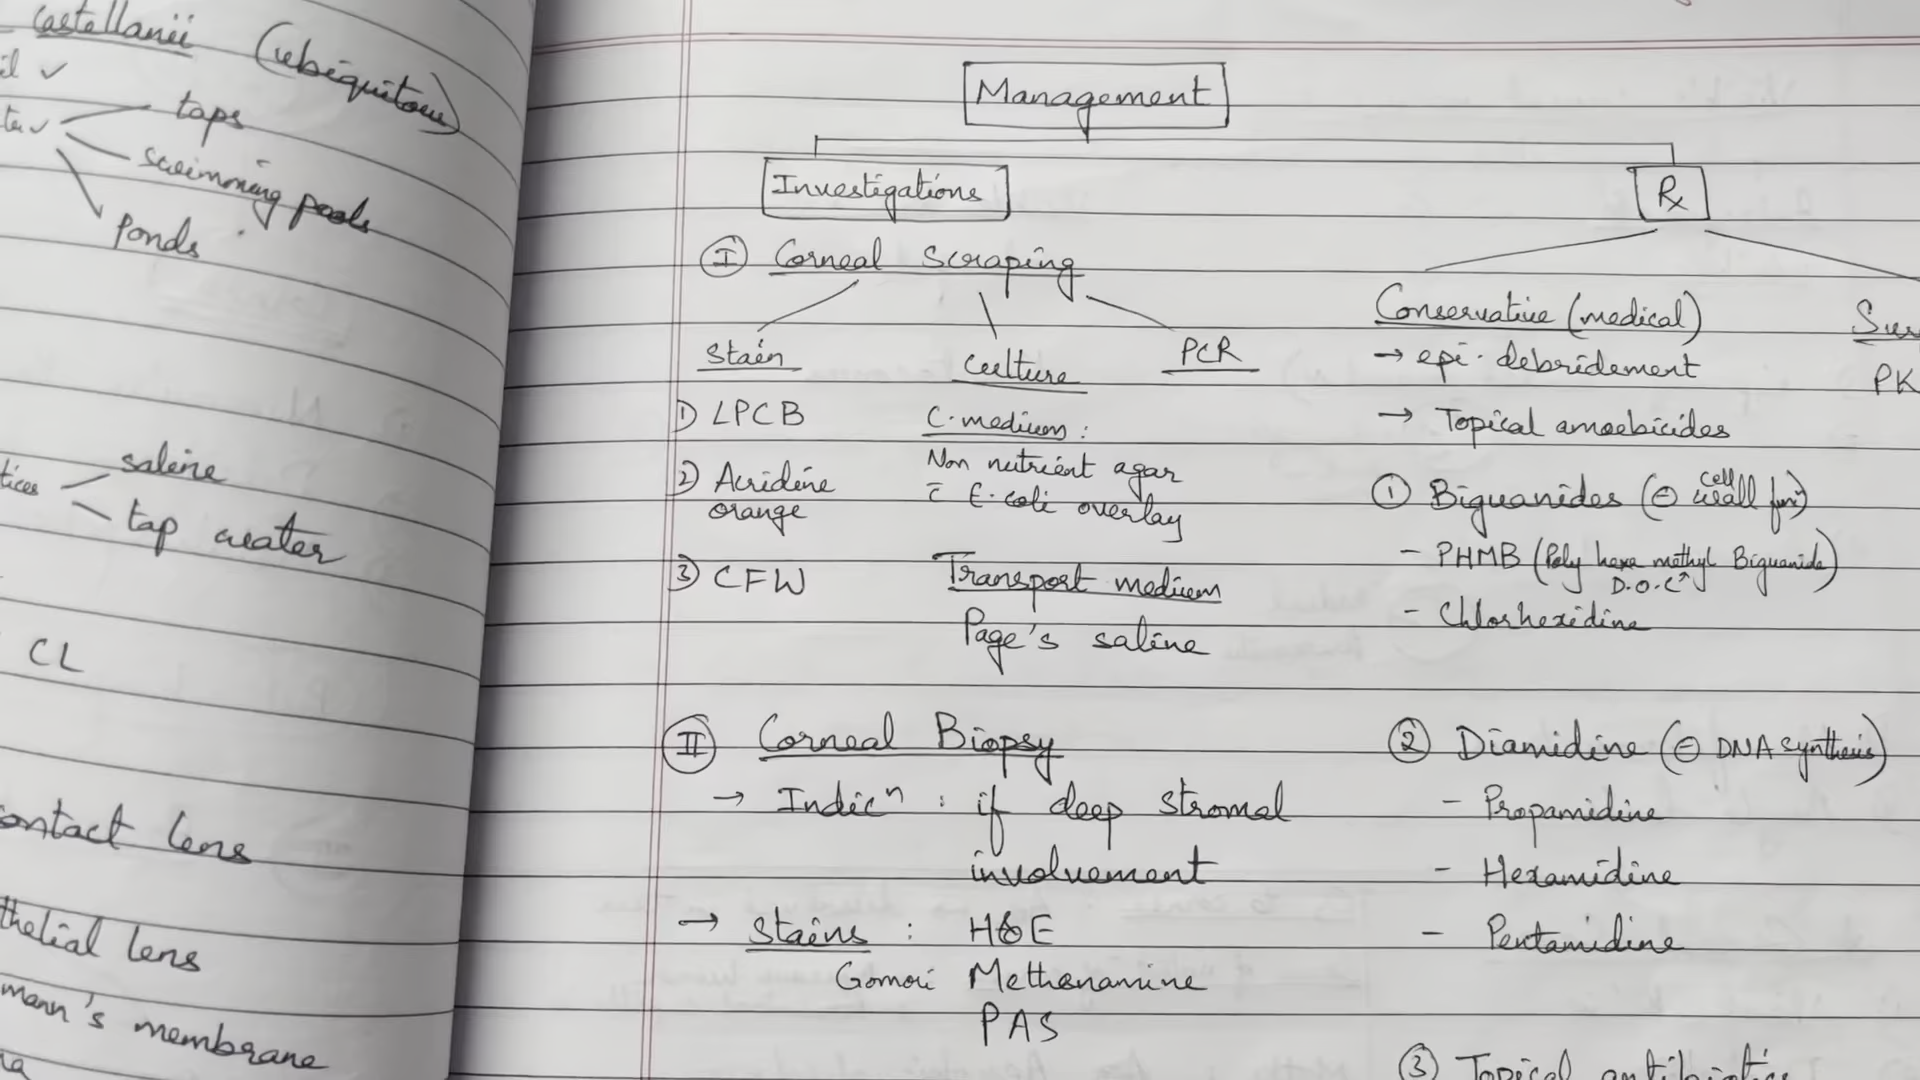 castellanii (ubiquitous)
✓
taps
✓
swimming pools
Ponds
saline
tap water
CL
contact lens
lens
membrane
Management
Investigations
Rx
I Corneal Scraping
Stain
Culture
PCR
1) LPCB
2) Acridine
orange
3) CFW
C. medium :
Non nutrient agar
c̄ E. coli overlay
Transport medium
Page's saline
II Corneal Biopsy
→ Indicⁿ : if deep stromal
involvement
→ Stains : H&E
Gomori Methenamine
PAS
Conservative (medical)
→ epi. debridement
→ Topical amoebicides
① Biguanides (⊖ cell wall funⁿ)
- PHMB (Poly hexa methyl Biguanide)
D.O.C
- Chlorhexidine
② Diamidine (⊖ DNA synthesis)
- Propamidine
- Hexamidine
- Pentamidine
③ Topical antibiotics
PK